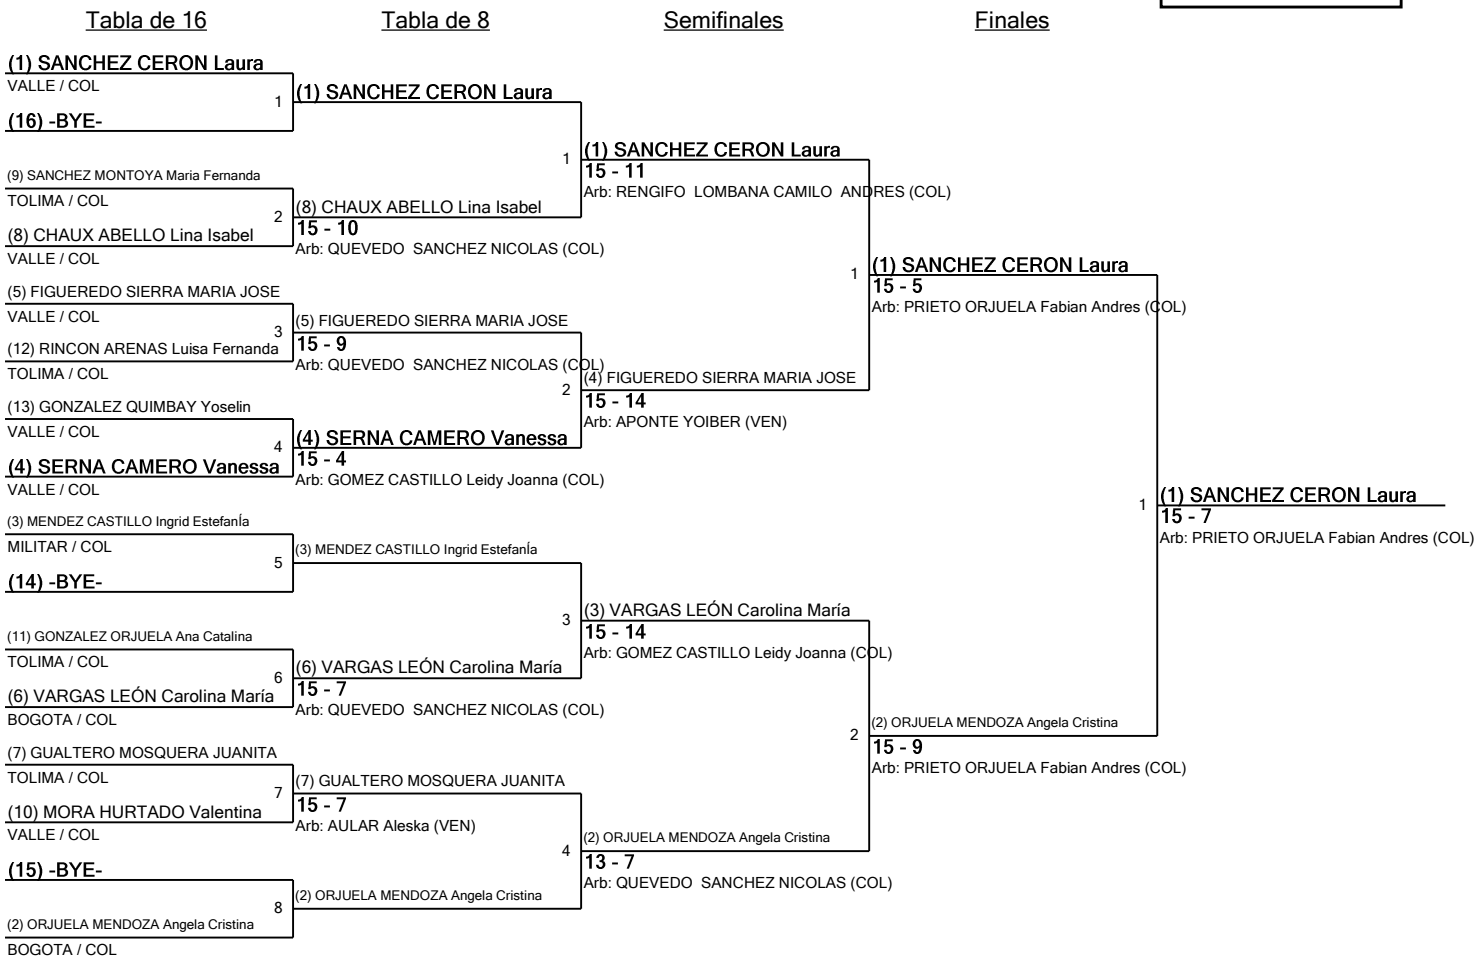 Tabla de 16
Tabla de 8
Semifinales
Finales
(1) SANCHEZ CERON Laura
VALLE / COL
1
(16) -BYE-
(9) SANCHEZ MONTOYA Maria Fernanda
TOLIMA / COL
2
(8) CHAUX ABELLO Lina Isabel
VALLE / COL
(5) FIGUEREDO SIERRA MARIA JOSE
VALLE / COL
3
(12) RINCON ARENAS Luisa Fernanda
TOLIMA / COL
(13) GONZALEZ QUIMBAY Yoselin
VALLE / COL
4
(4) SERNA CAMERO Vanessa
VALLE / COL
(3) MENDEZ CASTILLO Ingrid Estefanía
MILITAR / COL
5
(14) -BYE-
(11) GONZALEZ ORJUELA Ana Catalina
TOLIMA / COL
6
(6) VARGAS LEÓN Carolina María
BOGOTA / COL
(7) GUALTERO MOSQUERA JUANITA
TOLIMA / COL
7
(10) MORA HURTADO Valentina
VALLE / COL
(15) -BYE-
8
(2) ORJUELA MENDOZA Angela Cristina
BOGOTA / COL
(1) SANCHEZ CERON Laura
1
(8) CHAUX ABELLO Lina Isabel
15 - 10
Arb: QUEVEDO SANCHEZ NICOLAS (COL)
(5) FIGUEREDO SIERRA MARIA JOSE
15 - 9
Arb: QUEVEDO SANCHEZ NICOLAS (COL)
2
(4) SERNA CAMERO Vanessa
15 - 4
Arb: GOMEZ CASTILLO Leidy Joanna (COL)
(3) MENDEZ CASTILLO Ingrid Estefanía
3
(6) VARGAS LEÓN Carolina María
15 - 7
Arb: QUEVEDO SANCHEZ NICOLAS (COL)
(7) GUALTERO MOSQUERA JUANITA
15 - 7
Arb: AULAR Aleska (VEN)
4
(2) ORJUELA MENDOZA Angela Cristina
(1) SANCHEZ CERON Laura
15 - 11
Arb: RENGIFO LOMBANA CAMILO ANDRES (COL)
1
(4) FIGUEREDO SIERRA MARIA JOSE
15 - 14
Arb: APONTE YOIBER (VEN)
(3) VARGAS LEÓN Carolina María
15 - 14
Arb: GOMEZ CASTILLO Leidy Joanna (COL)
2
(2) ORJUELA MENDOZA Angela Cristina
13 - 7
Arb: QUEVEDO SANCHEZ NICOLAS (COL)
(1) SANCHEZ CERON Laura
15 - 5
Arb: PRIETO ORJUELA Fabian Andres (COL)
1
(2) ORJUELA MENDOZA Angela Cristina
15 - 9
Arb: PRIETO ORJUELA Fabian Andres (COL)
(1) SANCHEZ CERON Laura
15 - 7
Arb: PRIETO ORJUELA Fabian Andres (COL)